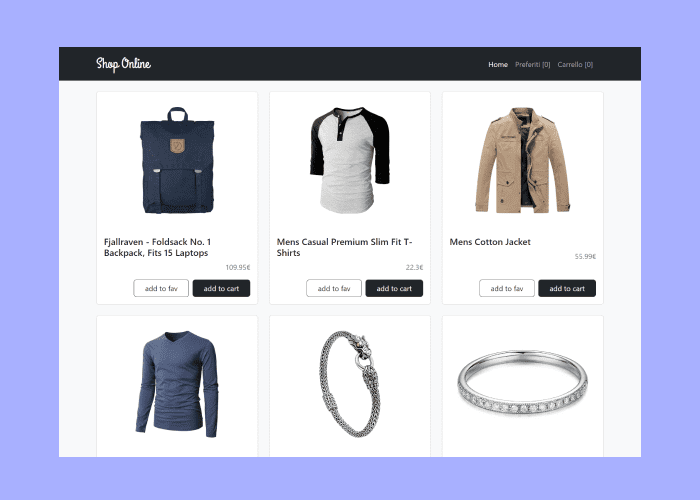 Shop Online
Home Preferiti [0] Carrello [0]
Fjallraven - Foldsack No. 1
Backpack, Fits 15 Laptops
109.95€
add to fav add to cart
Mens Casual Premium Slim Fit T-
Shirts
22.3€
add to fav add to cart
Mens Cotton Jacket
55.99€
add to fav add to cart